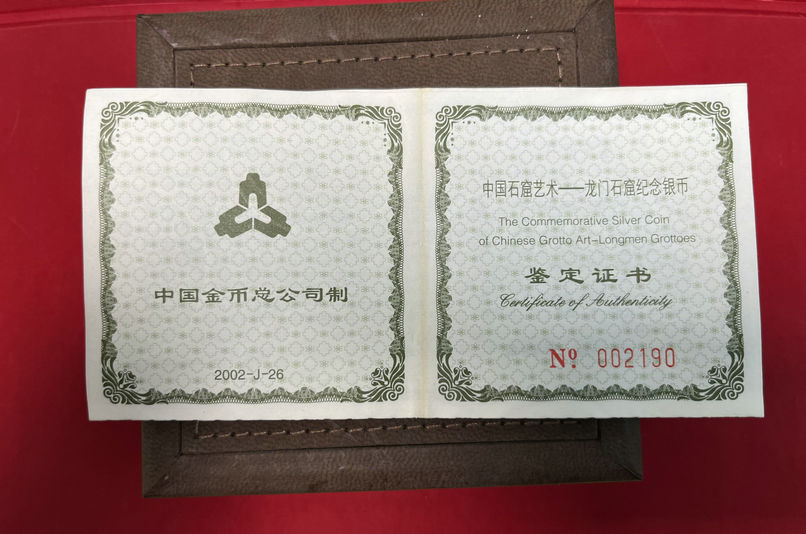 中国金币总公司制
2002-J-26
中国石窟艺术——龙门石窟纪念银币
The Commemorative Silver Coin
of Chinese Grotto Art-Longmen Grottoes
鉴定证书
Certificate of Authenticity
Nº 002190